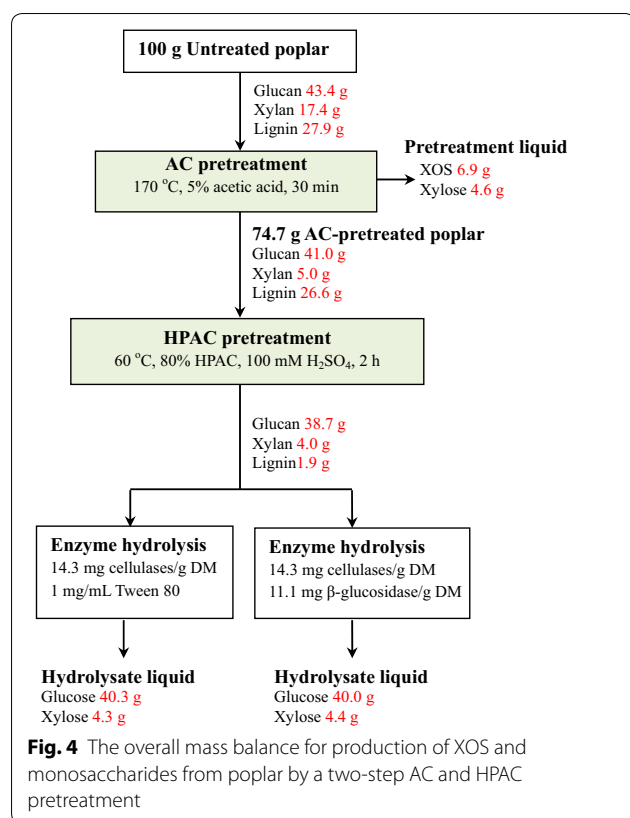 100 g Untreated poplar
Glucan 43.4 g
Xylan 17.4 g
Lignin 27.9 g
AC pretreatment
170 °C, 5% acetic acid, 30 min
Pretreatment liquid
XOS 6.9 g
Xylose 4.6 g
74.7 g AC-pretreated poplar
Glucan 41.0 g
Xylan 5.0 g
Lignin 26.6 g
HPAC pretreatment
60 °C, 80% HPAC, 100 mM H₂SO₄, 2 h
Glucan 38.7 g
Xylan 4.0 g
Lignin1.9 g
Enzyme hydrolysis
14.3 mg cellulases/g DM
1 mg/mL Tween 80
Enzyme hydrolysis
14.3 mg cellulases/g DM
11.1 mg β-glucosidase/g DM
Hydrolysate liquid
Glucose 40.3 g
Xylose 4.3 g
Hydrolysate liquid
Glucose 40.0 g
Xylose 4.4 g
Fig. 4 The overall mass balance for production of XOS and
monosaccharides from poplar by a two-step AC and HPAC
pretreatment